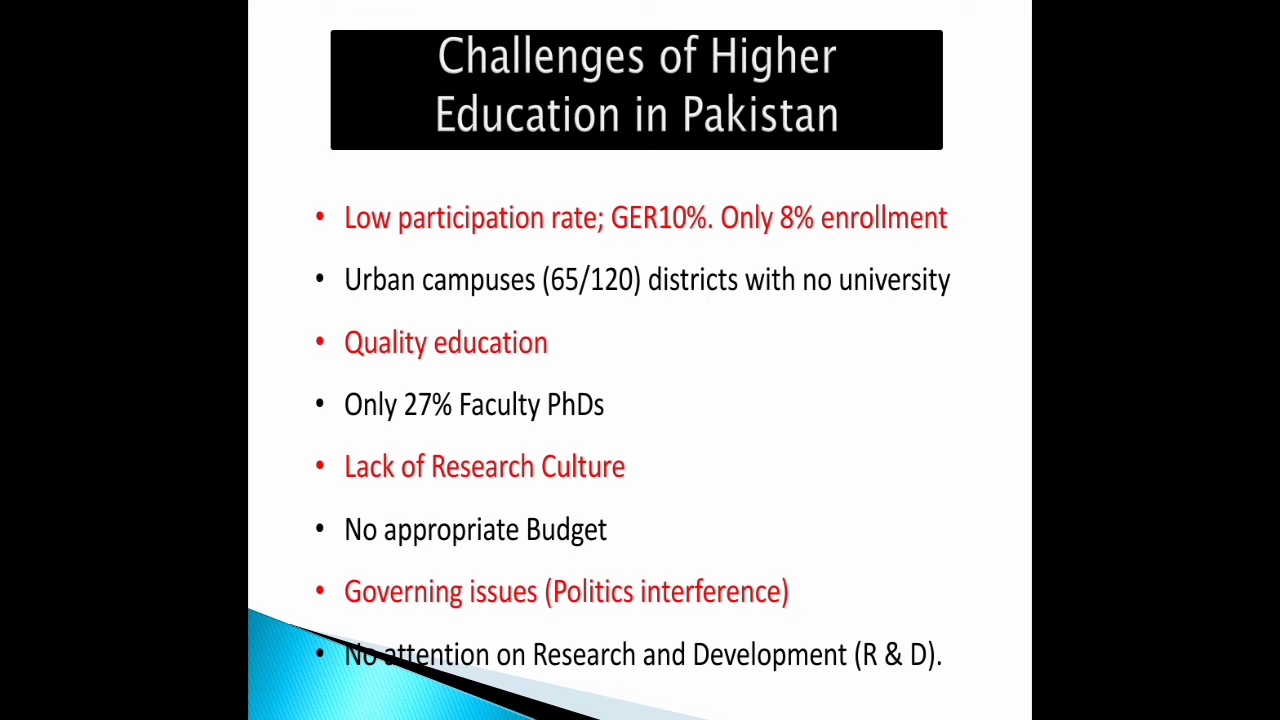 Challenges of Higher
Education in Pakistan
• Low participation rate; GER10%. Only 8% enrollment
• Urban campuses (65/120) districts with no university
• Quality education
• Only 27% Faculty PhDs
• Lack of Research Culture
• No appropriate Budget
• Governing issues (Politics interference)
• No attention on Research and Development (R & D).